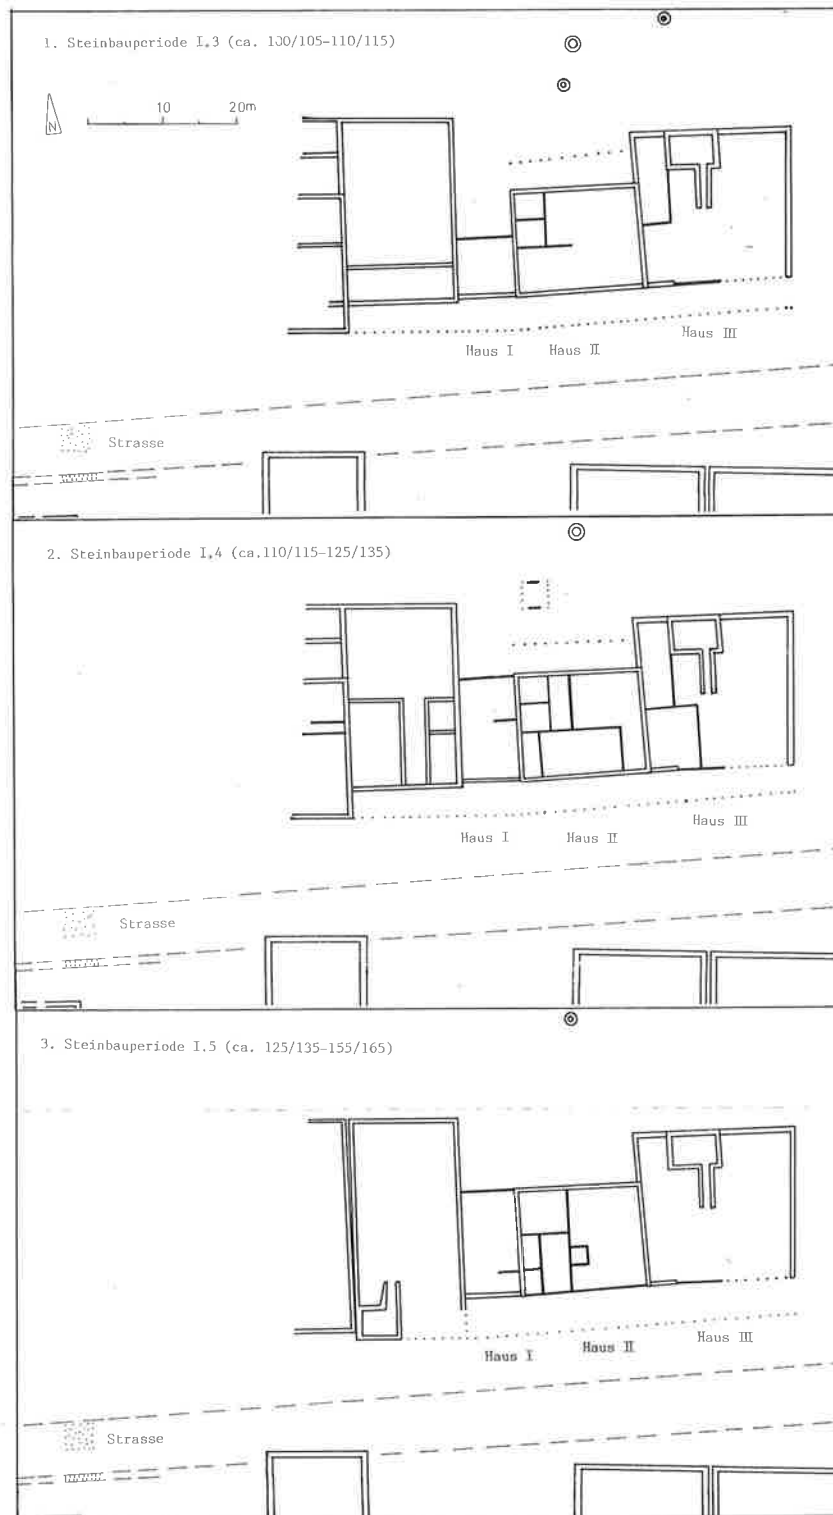 1. Steinbauperiode I.3 (ca. 100/105-110/115)
N
10 20m
Haus I Haus II Haus III
Strasse
2. Steinbauperiode I.4 (ca.110/115-125/135)
Haus I Haus II Haus III
Strasse
3. Steinbauperiode I.5 (ca. 125/135-155/165)
Haus I Haus II Haus III
Strasse